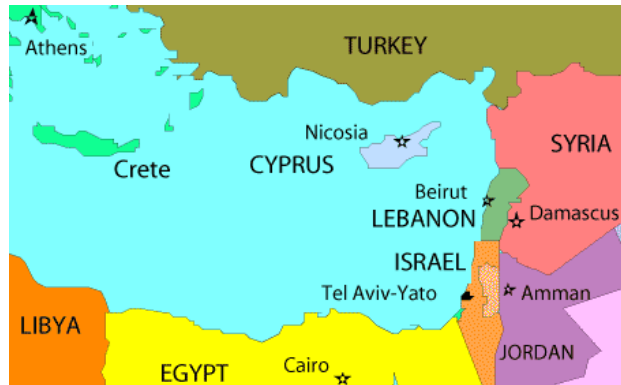 TURKEY
Athens
Nicosia
SYRIA
CYPRUS
Crete
Beirut
LEBANON
Damascus
ISRAEL
Tel Aviv-Yato
Amman
LIBYA
JORDAN
EGYPT
Cairo